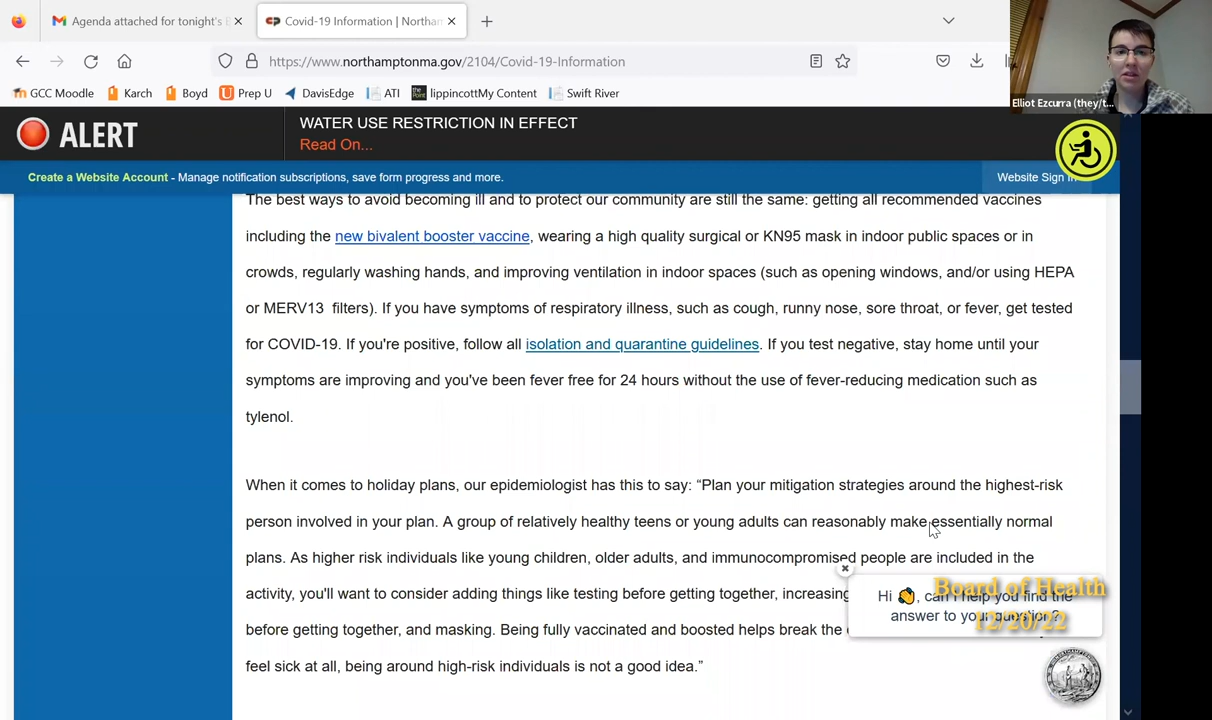 Agenda attached for tonight's
Covid-19 Information | Northam
https://www.northamptonma.gov/2104/Covid-19-Information
GCC Moodle Karch Boyd Prep U DavisEdge ATI lippincottMy Content Swift River
Elliot Ezcurra (they/t...
ALERT
WATER USE RESTRICTION IN EFFECT
Read On...
Create a Website Account - Manage notification subscriptions, save form progress and more.
Website Sign In
The best ways to avoid becoming ill and to protect our community are still the same: getting all recommended vaccines
including the new bivalent booster vaccine, wearing a high quality surgical or KN95 mask in indoor public spaces or in
crowds, regularly washing hands, and improving ventilation in indoor spaces (such as opening windows, and/or using HEPA
or MERV13 filters). If you have symptoms of respiratory illness, such as cough, runny nose, sore throat, or fever, get tested
for COVID-19. If you're positive, follow all isolation and quarantine guidelines. If you test negative, stay home until your
symptoms are improving and you've been fever free for 24 hours without the use of fever-reducing medication such as
tylenol.
When it comes to holiday plans, our epidemiologist has this to say: “Plan your mitigation strategies around the highest-risk
person involved in your plan. A group of relatively healthy teens or young adults can reasonably make essentially normal
plans. As higher risk individuals like young children, older adults, and immunocompromised people are included in the
activity, you'll want to consider adding things like testing before getting together, increasing
before getting together, and masking. Being fully vaccinated and boosted helps break the
feel sick at all, being around high-risk individuals is not a good idea.”
Hi 👏, can I help you find the
answer to your question?
Board of Health
12/20/22